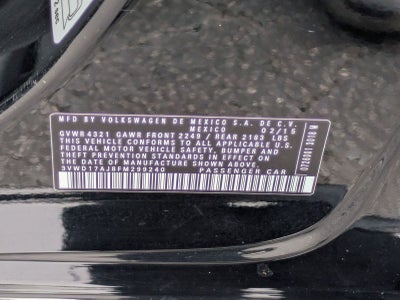 MFD BY VOLKSWAGEN DE MEXICO S.A. DE C.V.
MEXICO 02/15
GVWR 4321 GAWR FRONT 2249 / REAR 2183 LBS
THIS VEHICLE CONFORMS TO ALL APPLICABLE U.S.
FEDERAL MOTOR VEHICLE SAFETY, BUMPER AND
THEFT PREVENTION STANDARDS IN EFFECT ON
THE DATE OF MANUFACTURE SHOWN ABOVE
3VWD17AJ8FM299240 PASSENGER CAR